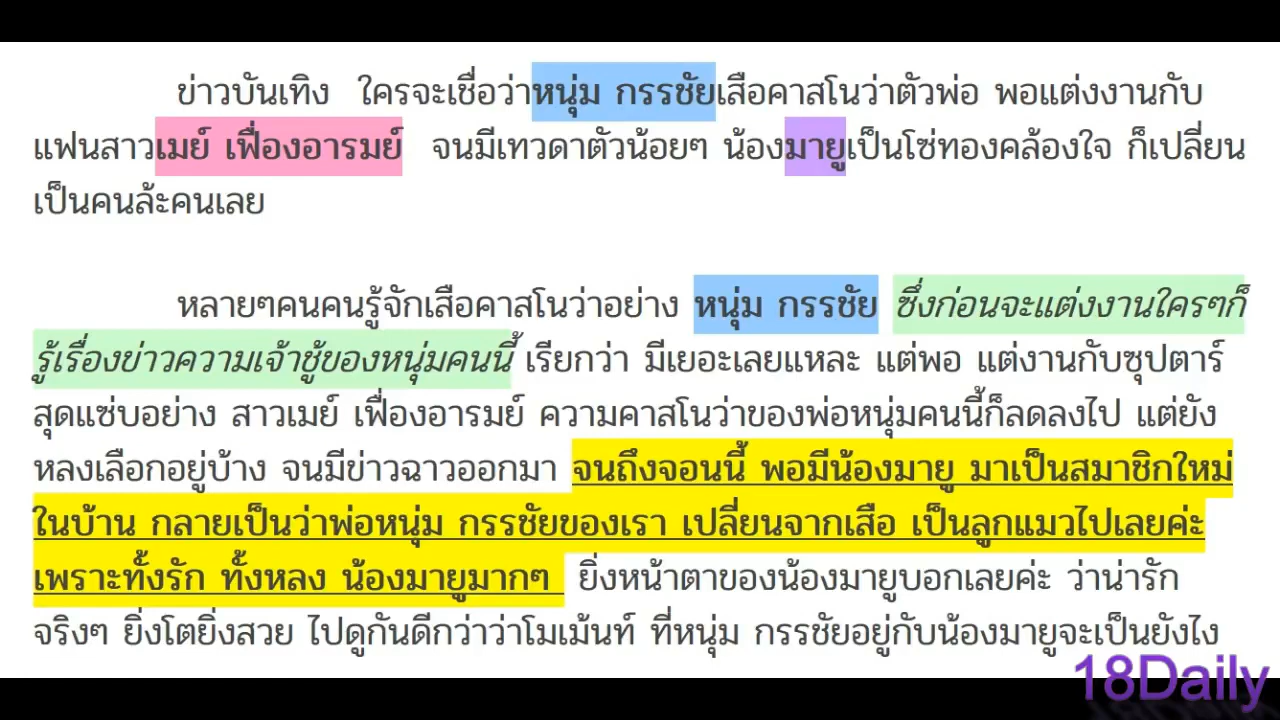 ข่าวบันเทิง ใครจะเชื่อว่าหนุ่ม กรรชัยเสือคาสโนว่าตัวพ่อ พอแต่งงานกับ
แฟนสาวเมย์ เฟื่องอารมย์ จนมีเทวดาตัวน้อยๆ น้องมายูเป็นโซ่ทองคล้องใจ ก็เปลี่ยน
เป็นคนล้ะคนเลย
หลายๆคนคนรู้จักเสือคาสโนว่าอย่าง หนุ่ม กรรชัย ซึ่งก่อนจะแต่งงานใครๆก็
รู้เรื่องข่าวความเจ้าชู้ของหนุ่มคนนี้ เรียกว่า มีเยอะเลยแหละ แต่พอ แต่งานกับซุปตาร์
สุดแซ่บอย่าง สาวเมย์ เฟื่องอารมย์ ความคาสโนว่าของพ่อหนุ่มคนนี้ก็ลดลงไป แต่ยัง
หลงเลือกอยู่บ้าง จนมีข่าวฉาวออกมา จนถึงจอนนี้ พอมีน้องมายู มาเป็นสมาชิกใหม่
ในบ้าน กลายเป็นว่าพ่อหนุ่ม กรรชัยของเรา เปลี่ยนจากเสือ เป็นลูกแมวไปเลยค่ะ
เพราะทั้งรัก ทั้งหลง น้องมายูมากๆ ยิ่งหน้าตาของน้องมายูบอกเลยค่ะ ว่าน่ารัก
จริงๆ ยิ่งโตยิ่งสวย ไปดูกันดีกว่าว่าโมเม้นท์ ที่หนุ่ม กรรชัยอยู่กับน้องมายูจะเป็นยังไง
18Daily